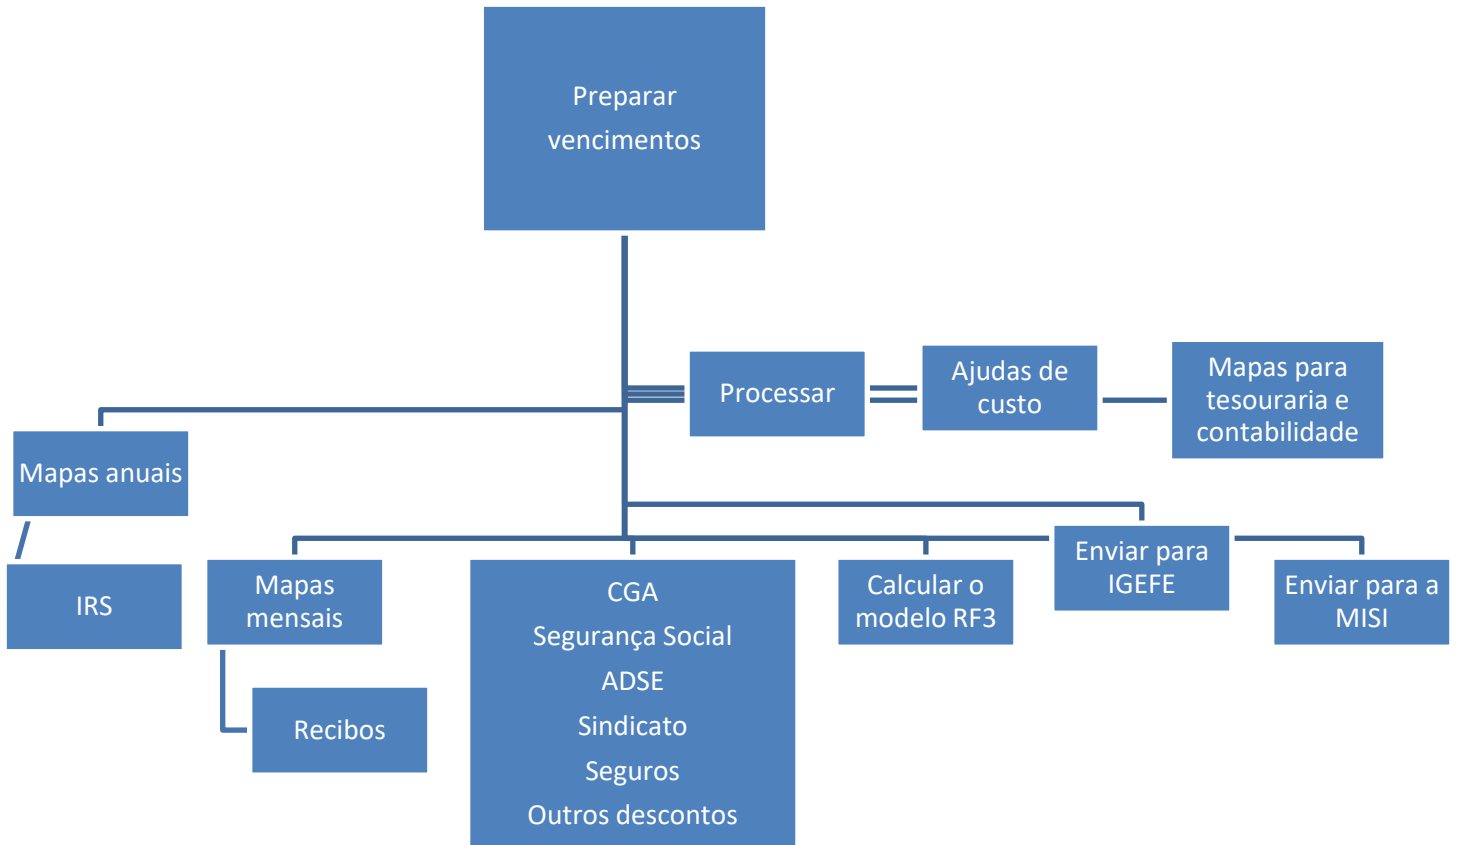 Preparar
vencimentos
Processar
Ajudas de
custo
Mapas para
tesouraria e
contabilidade
Mapas anuais
IRS
Mapas
mensais
Recibos
CGA
Segurança Social
ADSE
Sindicato
Seguros
Outros descontos
Calcular o
modelo RF3
Enviar para
IGEFE
Enviar para a
MISI